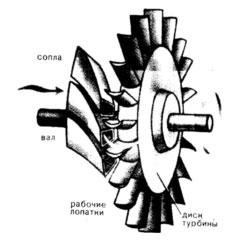 сопла
вал
рабочие
лопатки
диск
турбины